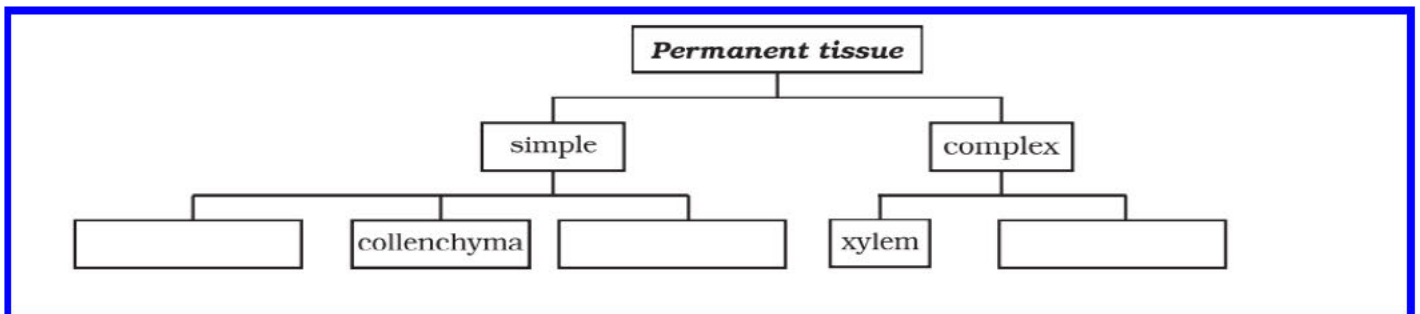 Permanent tissue
simple
complex
collenchyma
xylem